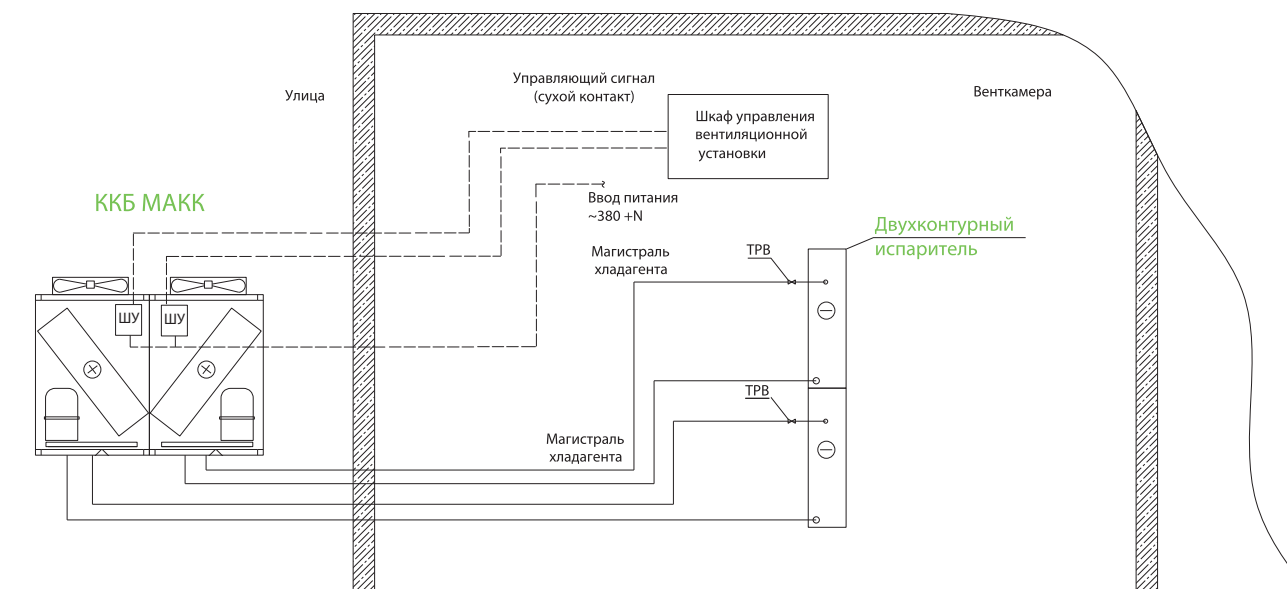 Управляющий сигнал
(сухой контакт)
Улица
Венткамера
Шкаф управления
вентиляционной
установки
ККБ МАКК
Ввод питания
~380 +N
Двухконтурный
испаритель
Магистраль
хладагента
ТРВ
ШУ
ШУ
ТРВ
Магистраль
хладагента